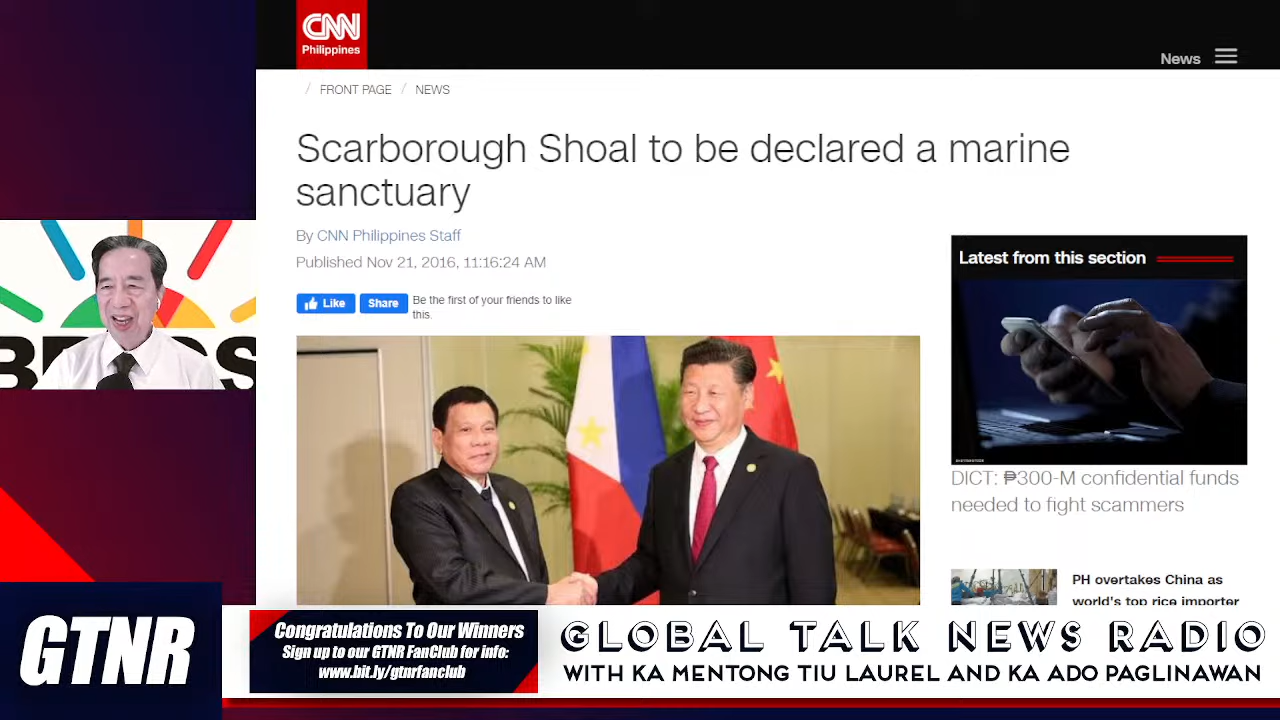 CNN
Philippines
News
/ FRONT PAGE / NEWS
Scarborough Shoal to be declared a marine
sanctuary
By CNN Philippines Staff
Published Nov 21, 2016, 11:16:24 AM
Like Share Be the first of your friends to like
this.
Latest from this section
DICT: ₱300-M confidential funds
needed to fight scammers
PH overtakes China as
world's top rice importer
GTNR
Congratulations To Our Winners
Sign up to our GTNR FanClub for info:
www.bit.ly/gtnrfanclub
GLOBAL TALK NEWS RADIO
WITH KA MENTONG TIU LAUREL AND KA ADO PAGLINAWAN